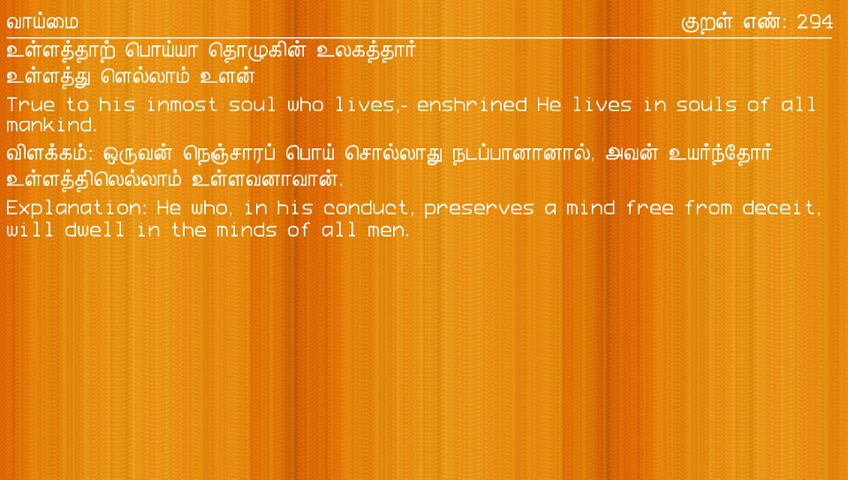 வாய்மை குறள் எண்: 294
உள்ளத்தாற் பொய்யா தொழுகின் உலகத்தார்
உள்ளத்து ளெல்லாம் உளன்
True to his inmost soul who lives,- enshrined He lives in souls of all
mankind.
விளக்கம்: ஒருவன் நெஞ்சாரப் பொய் சொல்லாது நடப்பானானால், அவன் உயர்ந்தோர்
உள்ளத்திலெல்லாம் உள்ளவனாவான்.
Explanation: He who, in his conduct, preserves a mind free from deceit,
will dwell in the minds of all men.